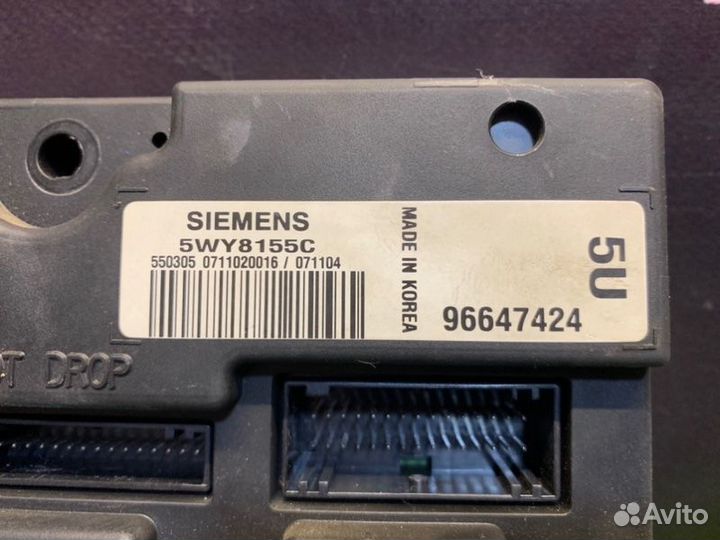 SIEMENS
5WY8155C
550305 0711020016 / 071104
MADE IN KOREA
96647424
5U
DROP
Avito